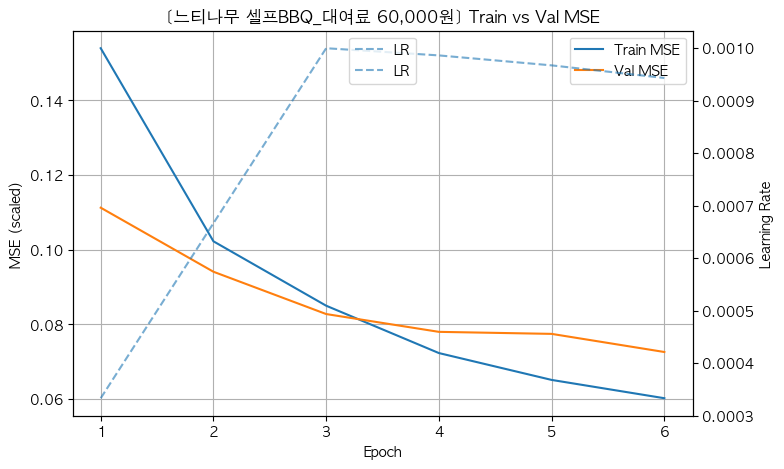 [느티나무 셀프BBQ_대여료 60,000원] Train vs Val MSE
LR
LR
Train MSE
Val MSE
MSE (scaled)
0.14
0.12
0.10
0.08
0.06
0.0010
0.0009
0.0008
0.0007
0.0006
0.0005
0.0004
0.0003
Learning Rate
1 2 3 4 5 6
Epoch